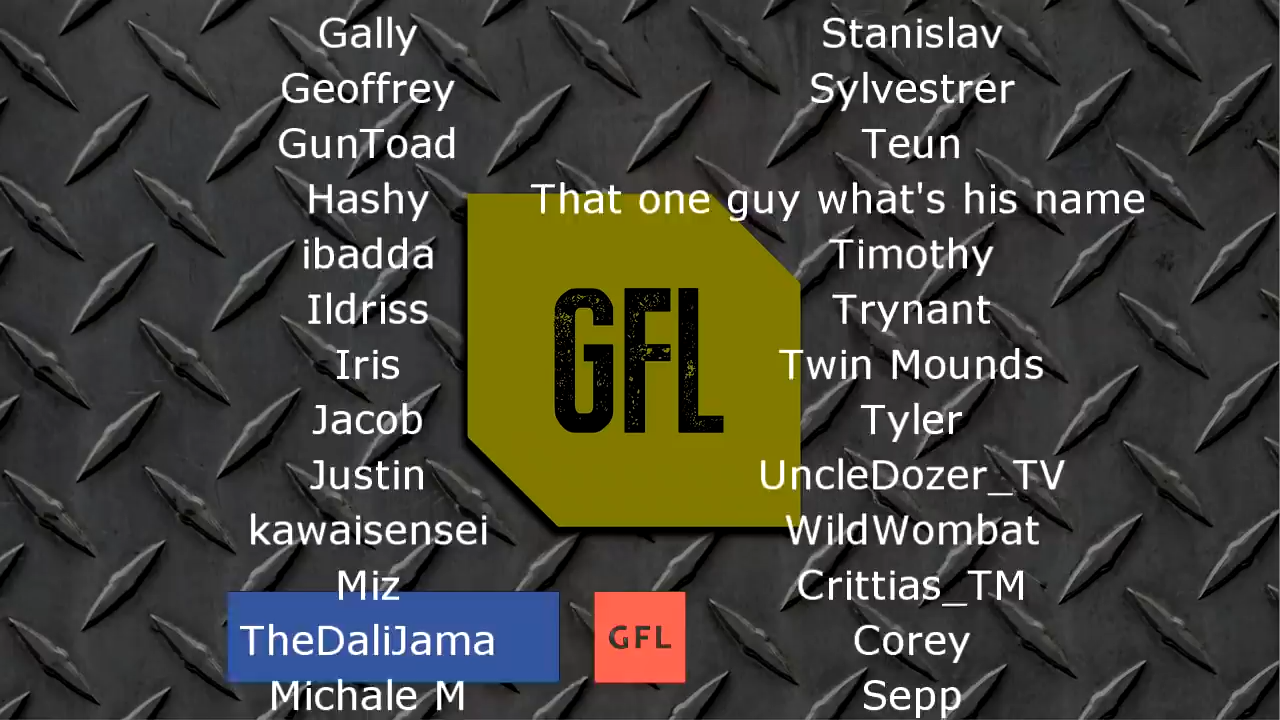 Gally
Geoffrey
GunToad
Hashy
ibadda
Ildriss
Iris
Jacob
Justin
kawaisensei
Miz
TheDaliJama
Michale M
GFL
GFL
Stanislav
Sylvestrer
Teun
That one guy what's his name
Timothy
Trynant
Twin Mounds
Tyler
UncleDozer_TV
WildWombat
Crittias_TM
Corey
Sepp